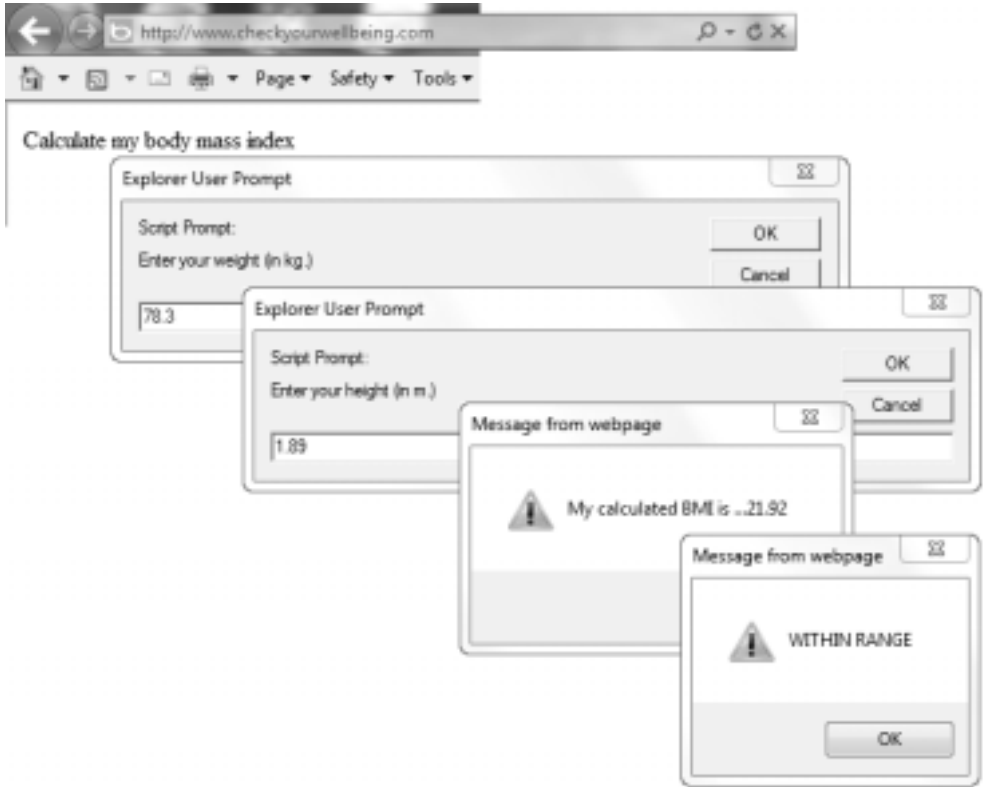 http://www.checkyourwellbeing.com
Page Safety Tools
Calculate my body mass index
Explorer User Prompt
Script Prompt:
OK
Enter your weight (in kg.)
Cancel
78.3
Explorer User Prompt
Script Prompt:
OK
Enter your height (in m.)
Cancel
1.89
Message from webpage
My calculated BMI is ...21.92
Message from webpage
WITHIN RANGE
OK